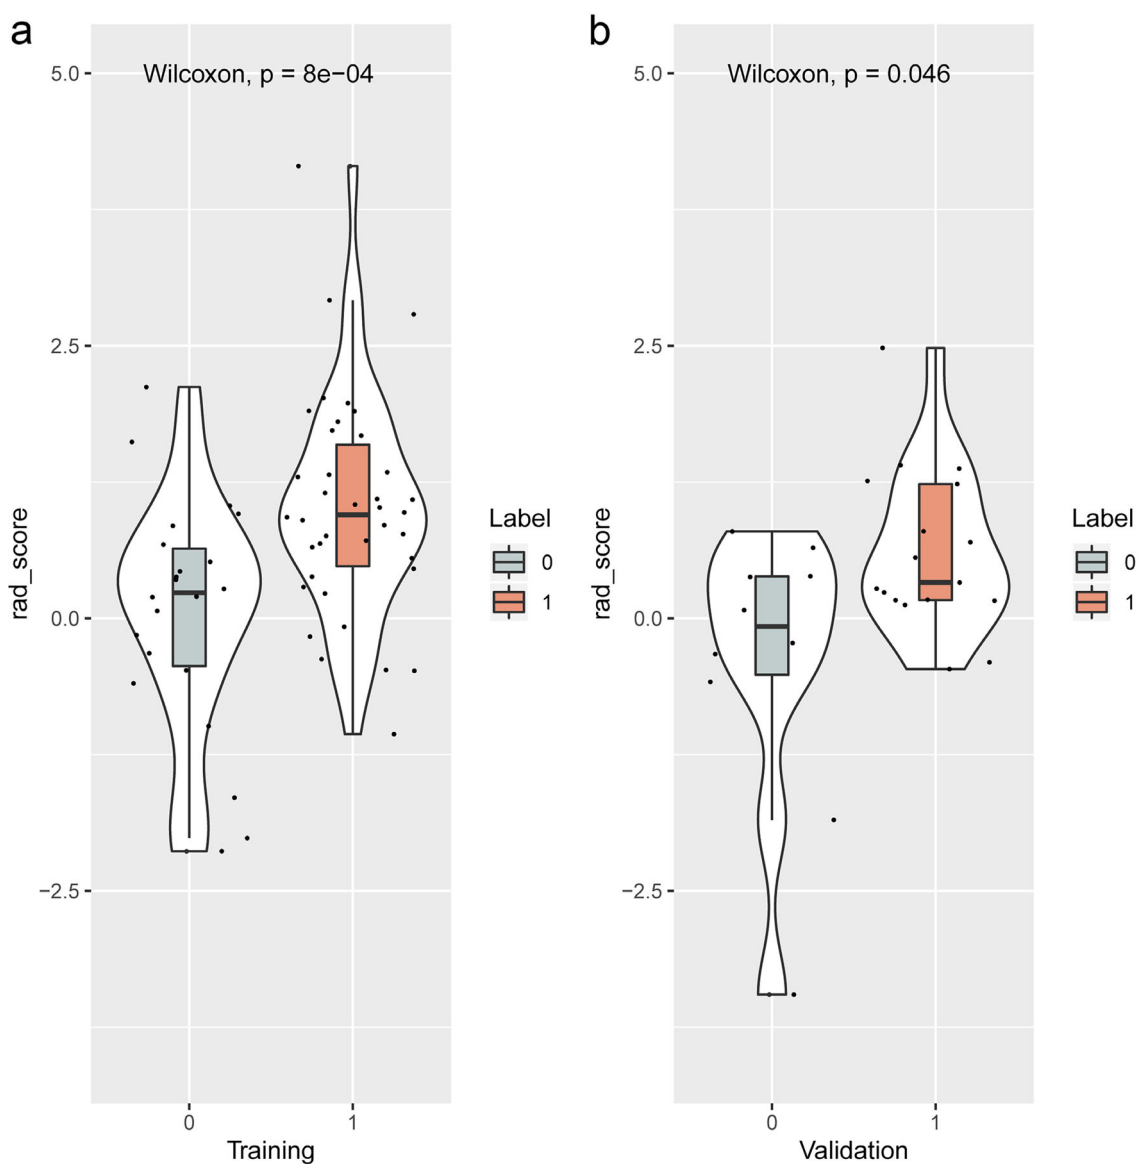 a
Wilcoxon, p = 8e−04
5.0
2.5
0.0
−2.5
rad_score
0
1
Training
Label
0
1
b
Wilcoxon, p = 0.046
5.0
2.5
0.0
−2.5
rad_score
0
1
Validation
Label
0
1